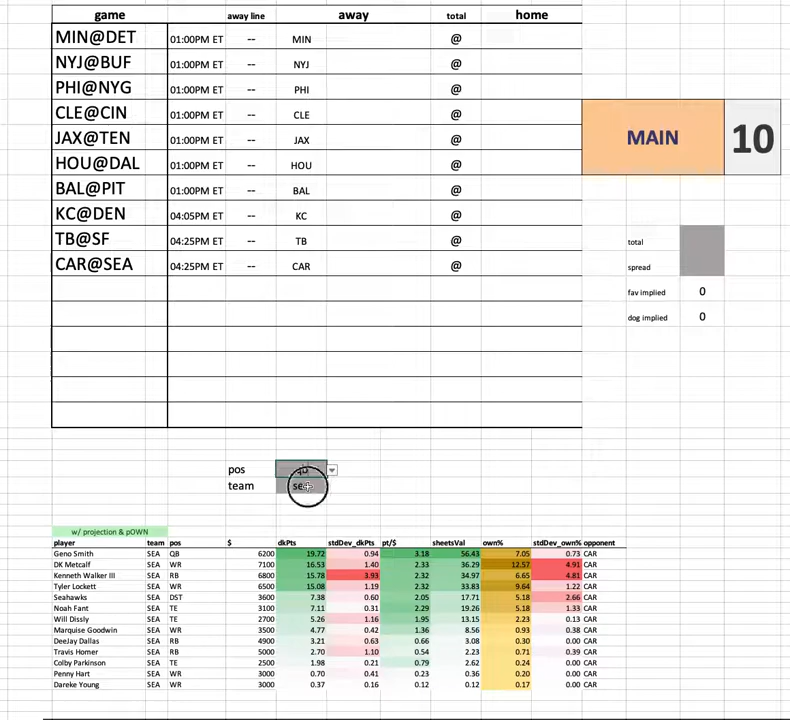 game away line away total home
MIN@DET 01:00PM ET -- MIN @
NYJ@BUF 01:00PM ET -- NYJ @
PHI@NYG 01:00PM ET -- PHI @
CLE@CIN 01:00PM ET -- CLE @
JAX@TEN 01:00PM ET -- JAX @
HOU@DAL 01:00PM ET -- HOU @
BAL@PIT 01:00PM ET -- BAL @
KC@DEN 04:05PM ET -- KC @
TB@SF 04:25PM ET -- TB @
CAR@SEA 04:25PM ET -- CAR @
MAIN 10
total
spread
fav implied 0
dog implied 0
pos
team
w/ projection & pOWN
player team pos $ dkPts stdDev_dkPts pt/$ sheetsVal own% stdDev_own% opponent
Geno Smith SEA QB 6200 19.72 0.94 3.18 56.43 7.05 0.73 CAR
DK Metcalf SEA WR 7100 16.53 1.40 2.33 36.29 12.57 4.91 CAR
Kenneth Walker III SEA RB 6800 15.78 3.93 2.32 34.97 6.65 4.81 CAR
Tyler Lockett SEA WR 6500 15.08 1.19 2.32 33.83 9.64 1.22 CAR
Seahawks SEA DST 3600 7.38 0.60 2.05 17.71 5.18 2.66 CAR
Noah Fant SEA TE 3100 7.11 0.31 2.29 19.26 5.18 1.33 CAR
Will Dissly SEA TE 2700 5.26 1.16 1.95 13.15 2.23 0.13 CAR
Marquise Goodwin SEA WR 3500 4.77 0.42 1.36 8.56 0.93 0.38 CAR
DeeJay Dallas SEA RB 4900 3.21 0.63 0.66 3.08 0.30 0.00 CAR
Travis Homer SEA RB 5000 2.70 1.10 0.54 2.23 0.71 0.39 CAR
Colby Parkinson SEA TE 2500 1.98 0.21 0.79 2.62 0.24 0.00 CAR
Penny Hart SEA WR 3000 0.70 0.41 0.23 0.36 0.20 0.00 CAR
Dareke Young SEA WR 3000 0.37 0.16 0.12 0.12 0.17 0.00 CAR